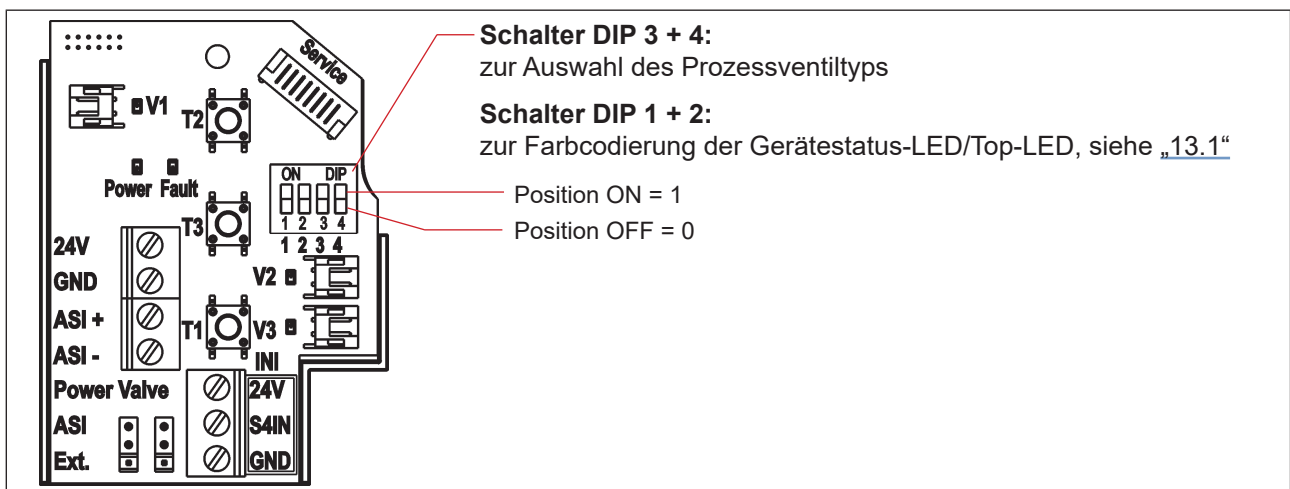 Schalter DIP 3 + 4:
zur Auswahl des Prozessventiltyps
Schalter DIP 1 + 2:
zur Farbcodierung der Gerätestatus-LED/Top-LED, siehe „13.1“
Position ON = 1
Position OFF = 0
Service
V1
T2
ON DIP
Power Fault
1 2 3 4
T3
1 2 3 4
24V
V2
GND
ASI +
T1
V3
ASI -
INI
Power Valve
24V
ASI
S4IN
Ext.
GND